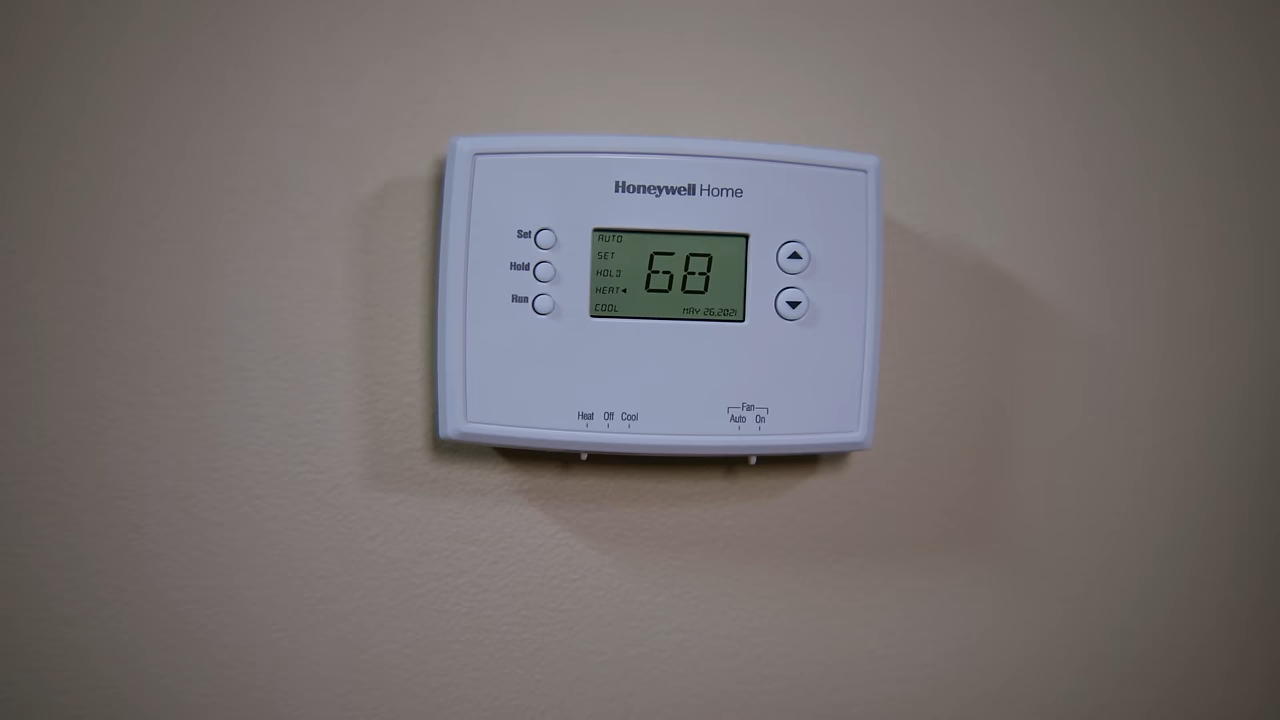 Honeywell Home
Set
Hold
Run
AUTO
SET
HOLD
HEAT◄
COOL
68
MAY 26,2021
Heat Off Cool
Fan
Auto On